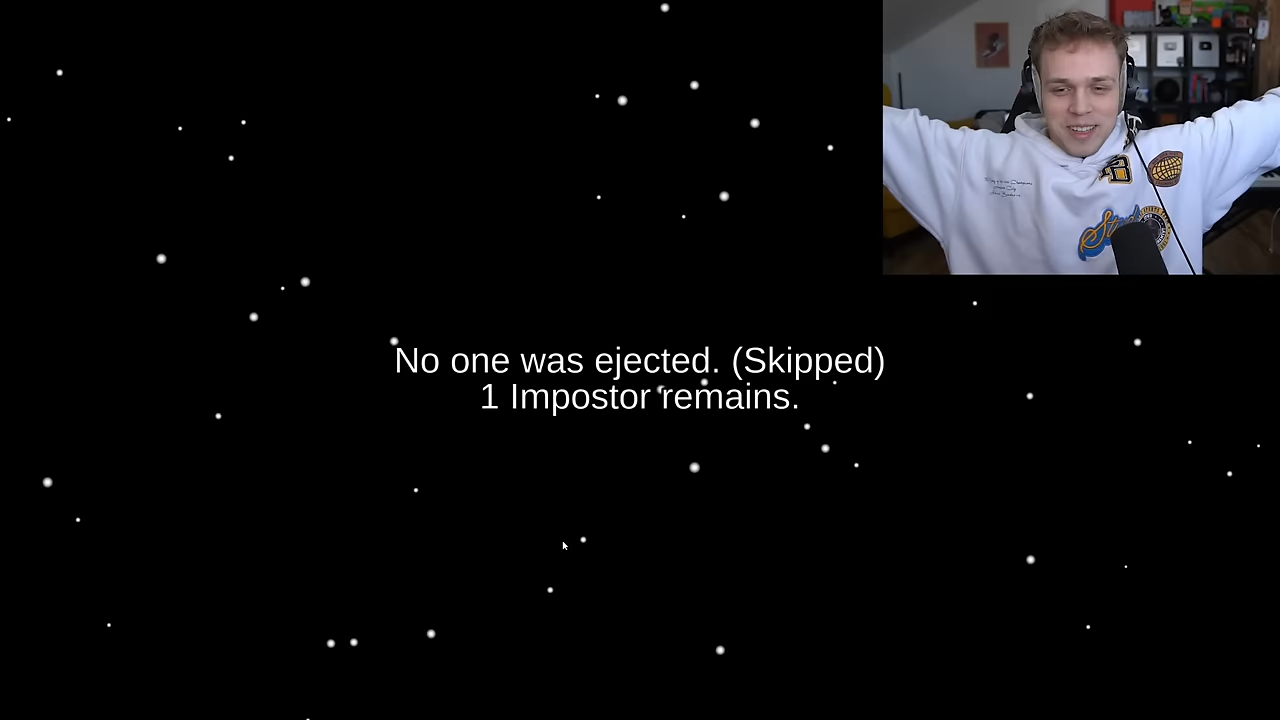 No one was ejected. (Skipped)
1 Impostor remains.